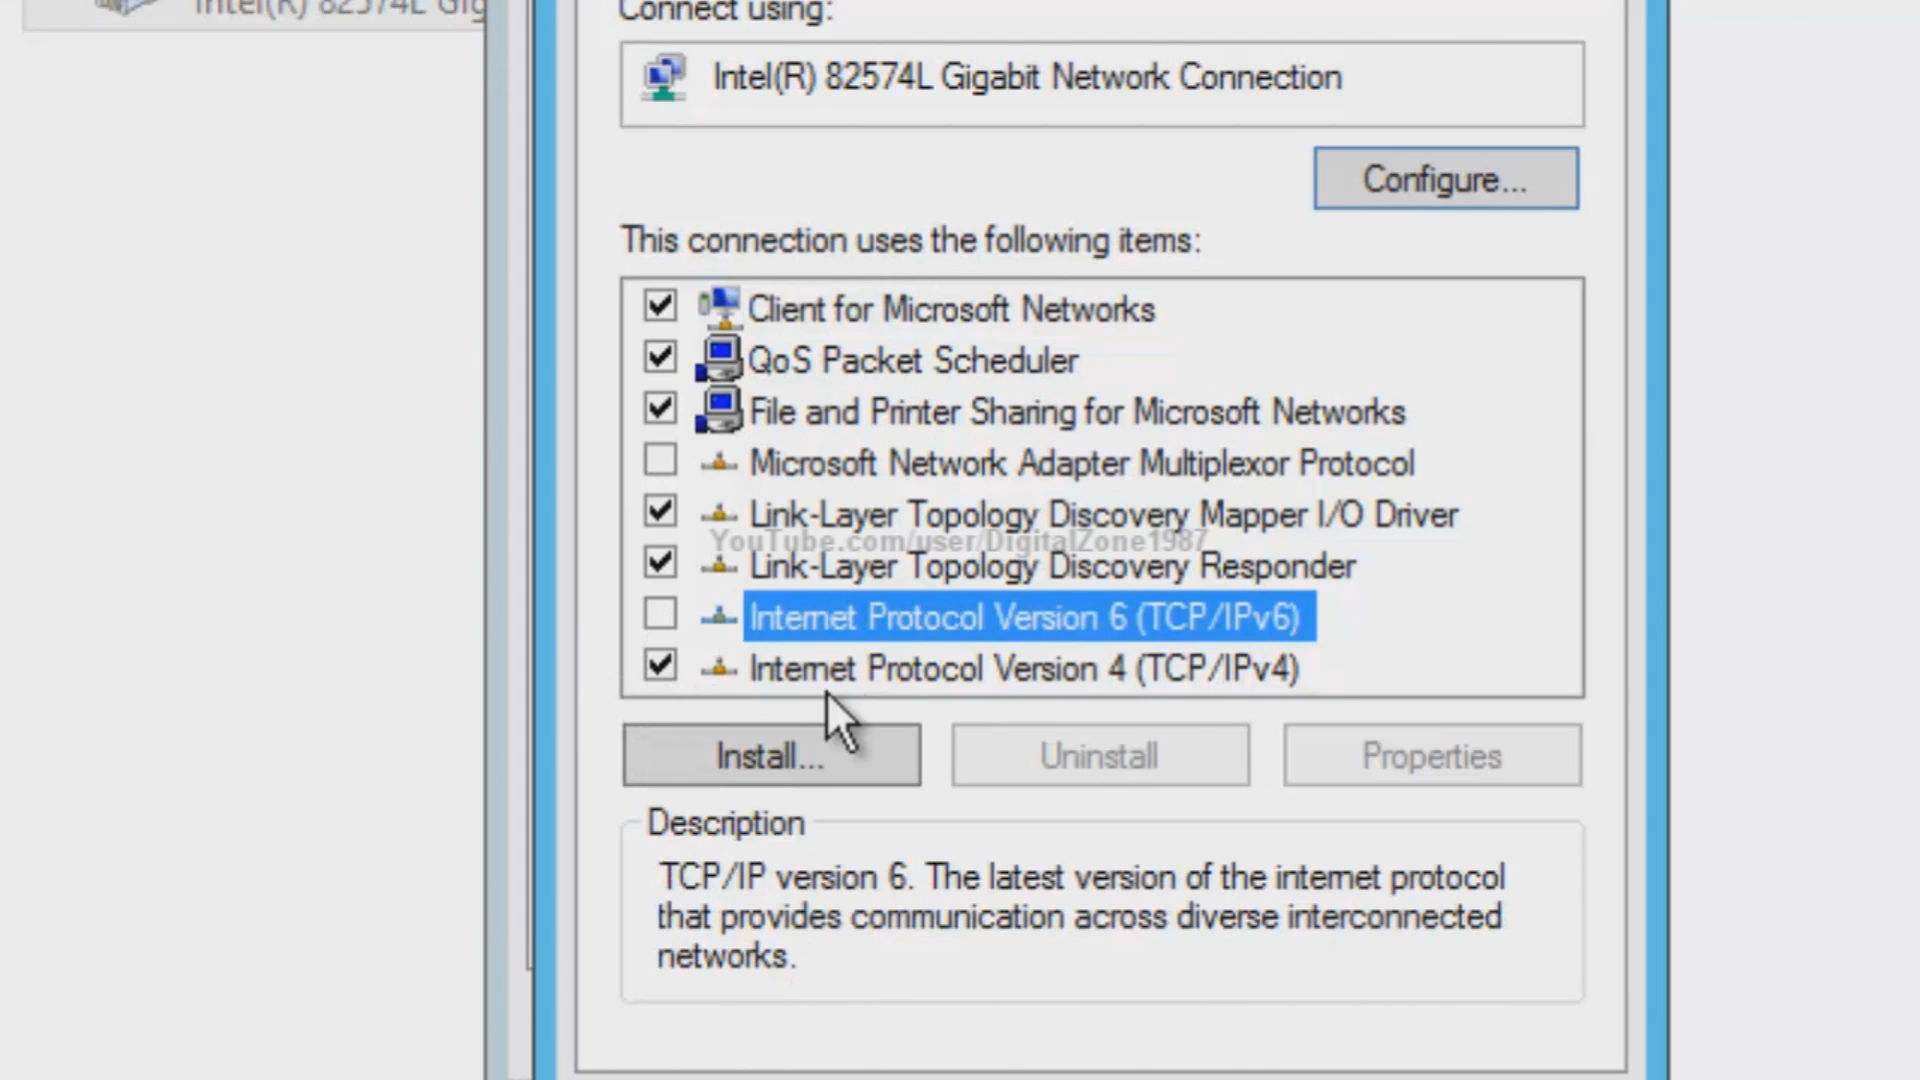 Intel(R) 82574L Gig
Connect using:
Intel(R) 82574L Gigabit Network Connection
Configure...
This connection uses the following items:
Client for Microsoft Networks
QoS Packet Scheduler
File and Printer Sharing for Microsoft Networks
Microsoft Network Adapter Multiplexor Protocol
Link-Layer Topology Discovery Mapper I/O Driver
YouTube.com/user/DigitalZone1987
Link-Layer Topology Discovery Responder
Internet Protocol Version 6 (TCP/IPv6)
Internet Protocol Version 4 (TCP/IPv4)
Install...
Uninstall
Properties
Description
TCP/IP version 6. The latest version of the internet protocol
that provides communication across diverse interconnected
networks.